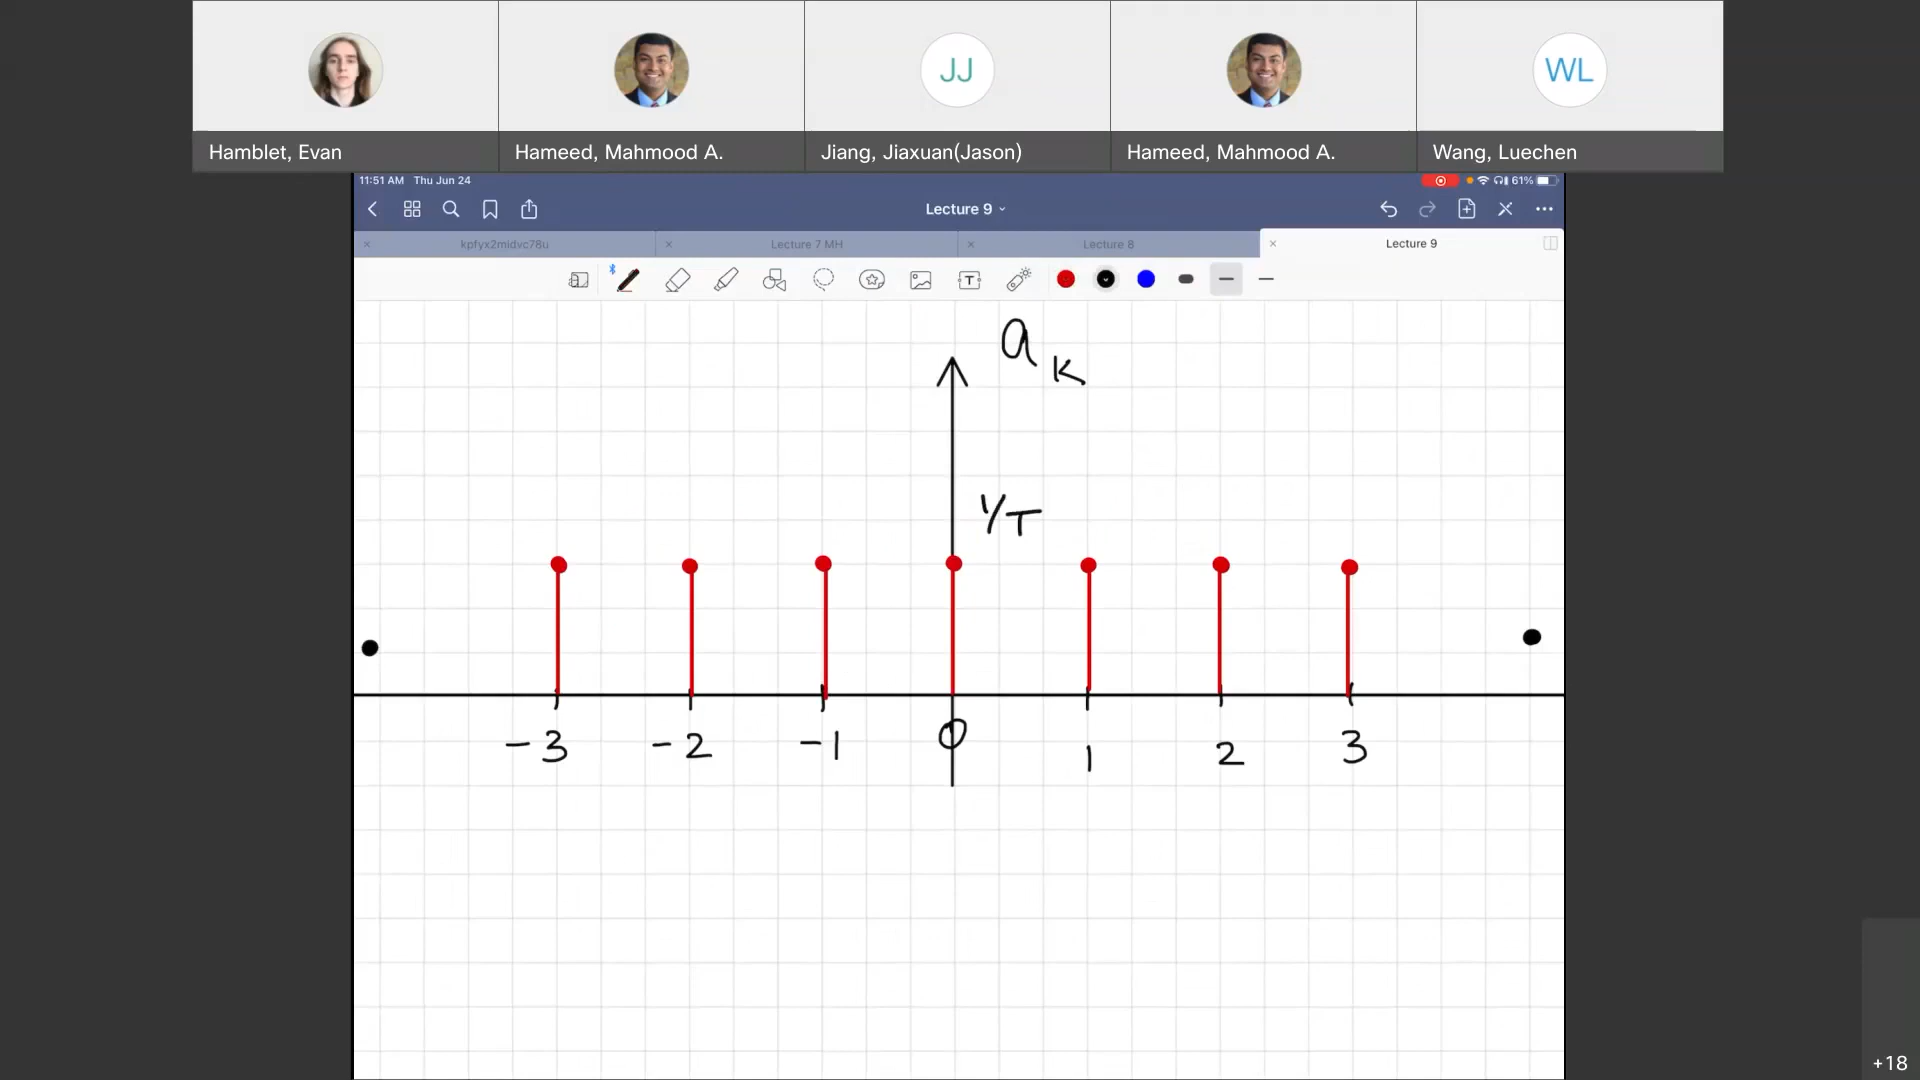 JJ
WL
Hamblet, Evan
Hameed, Mahmood A.
Jiang, Jiaxuan(Jason)
Hameed, Mahmood A.
Wang, Luechen
11:51 AM Thu Jun 24
61%
Lecture 9
kpfyx2midvc78u
Lecture 7 MH
Lecture 8
Lecture 9
T
a
K
1/T
-3 -2 -1 0 1 2 3
+18